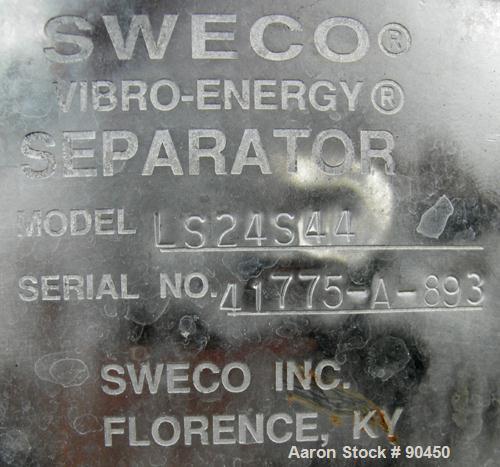 SWECO®
VIBRO-ENERGY®
SEPARATOR
MODEL LS24S44
SERIAL NO. 41775-A-893
SWECO INC.
FLORENCE, KY
Aaron Stock # 90450